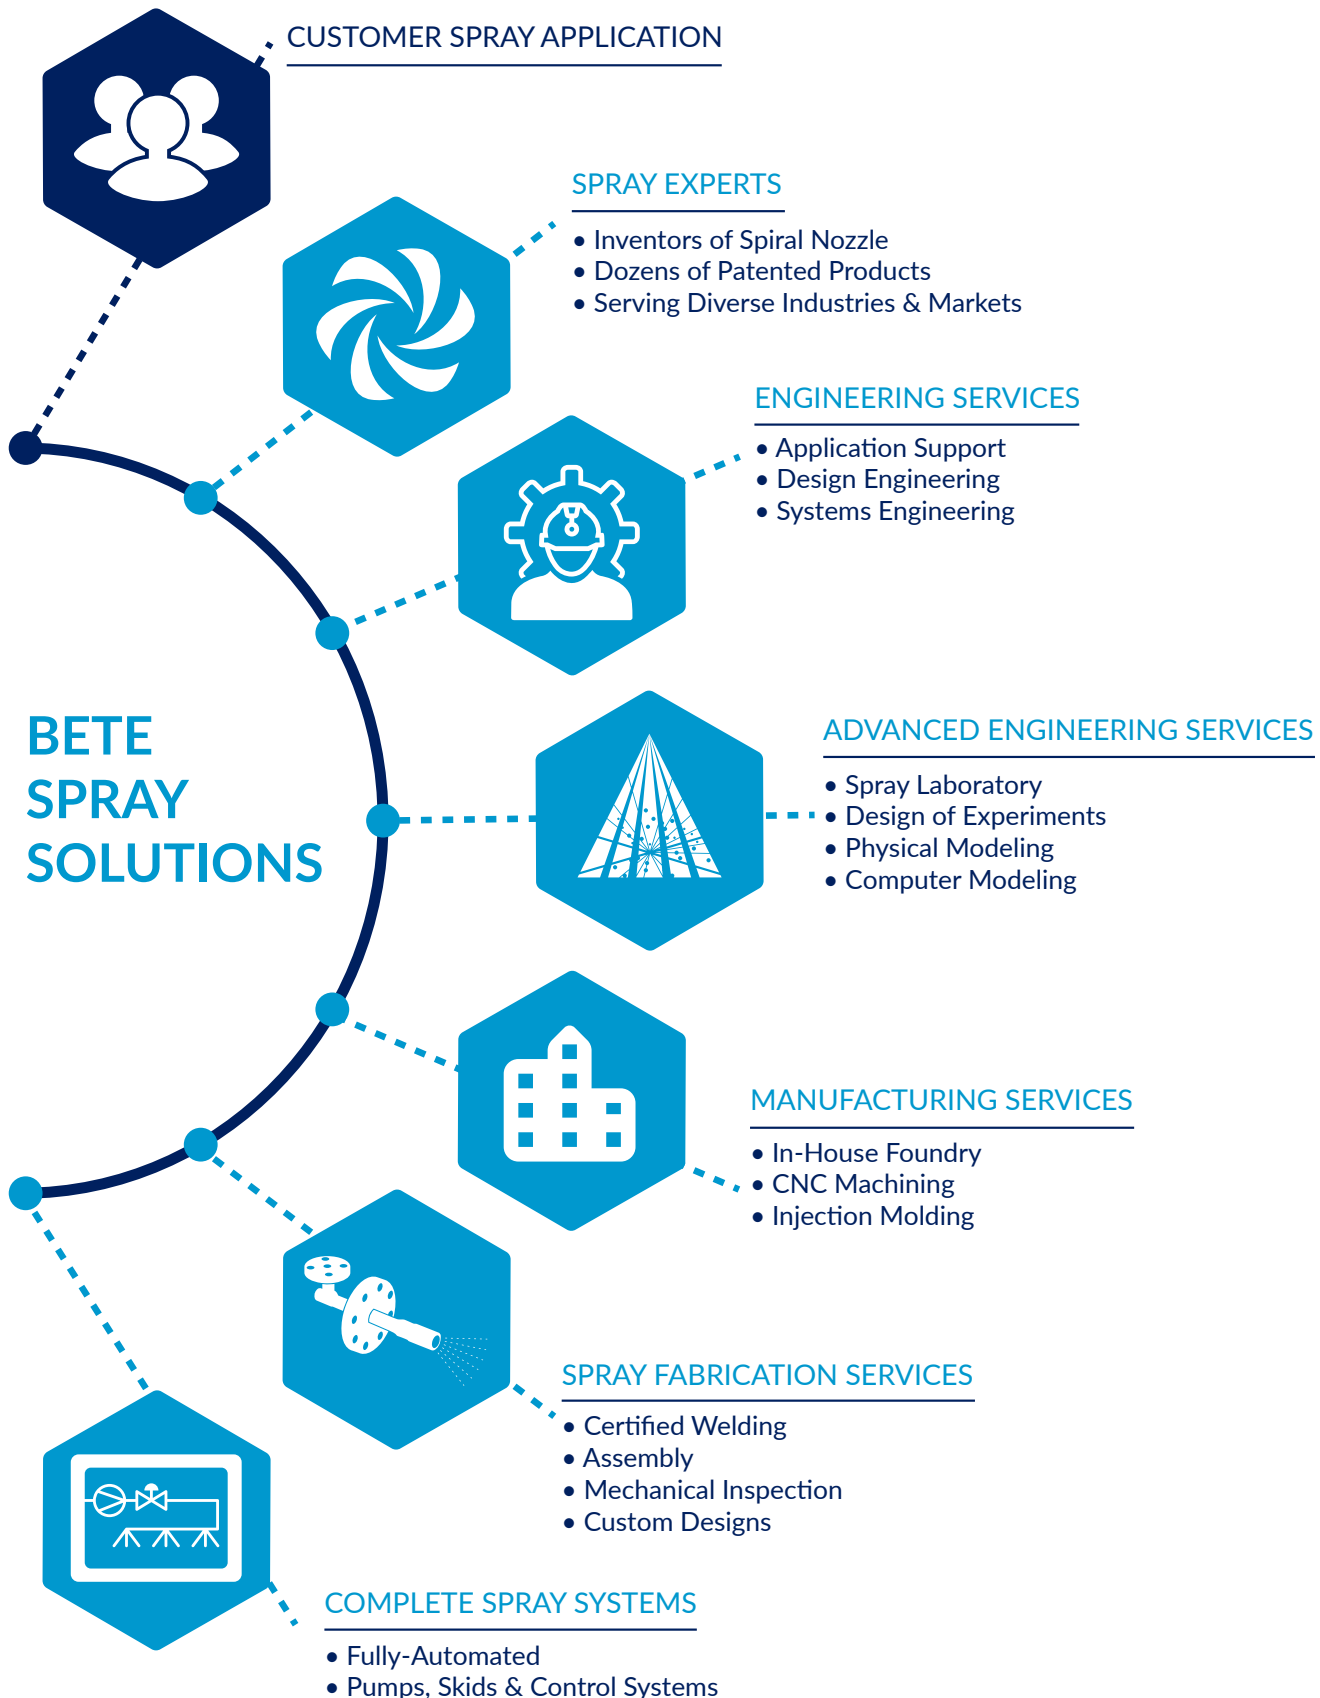 CUSTOMER SPRAY APPLICATION
SPRAY EXPERTS
• Inventors of Spiral Nozzle
• Dozens of Patented Products
• Serving Diverse Industries & Markets
ENGINEERING SERVICES
• Application Support
• Design Engineering
• Systems Engineering
BETE
SPRAY
SOLUTIONS
ADVANCED ENGINEERING SERVICES
• Spray Laboratory
• Design of Experiments
• Physical Modeling
• Computer Modeling
MANUFACTURING SERVICES
• In-House Foundry
• CNC Machining
• Injection Molding
SPRAY FABRICATION SERVICES
• Certified Welding
• Assembly
• Mechanical Inspection
• Custom Designs
COMPLETE SPRAY SYSTEMS
• Fully-Automated
• Pumps, Skids & Control Systems